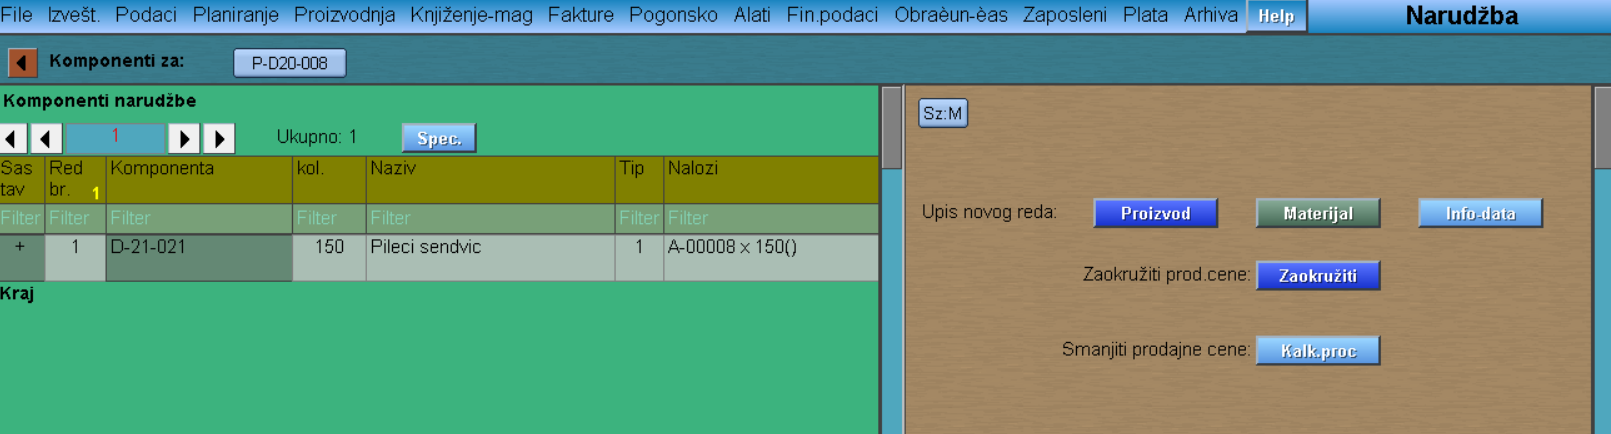 File Izvešt. Podaci Planiranje Proizvodnja Knjiženje-mag Fakture Pogonsko Alati Fin.podaci Obraèun-èas Zaposleni Plata Arhiva Help Narudžba
Komponenti za: P-D20-008
Komponenti narudžbe
1 Ukupno: 1 Spec.
Sas tav Red br. 1 Komponenta kol. Naziv Tip Nalozi
Filter Filter Filter Filter Filter Filter Filter
+ 1 D-21-021 150 Pileci sendvic 1 A-00008 x 150()
Kraj
Sz:M
Upis novog reda: Proizvod Materijal Info-data
Zaokružiti prod.cene: Zaokružiti
Smanjiti prodajne cene: Kalk.proc